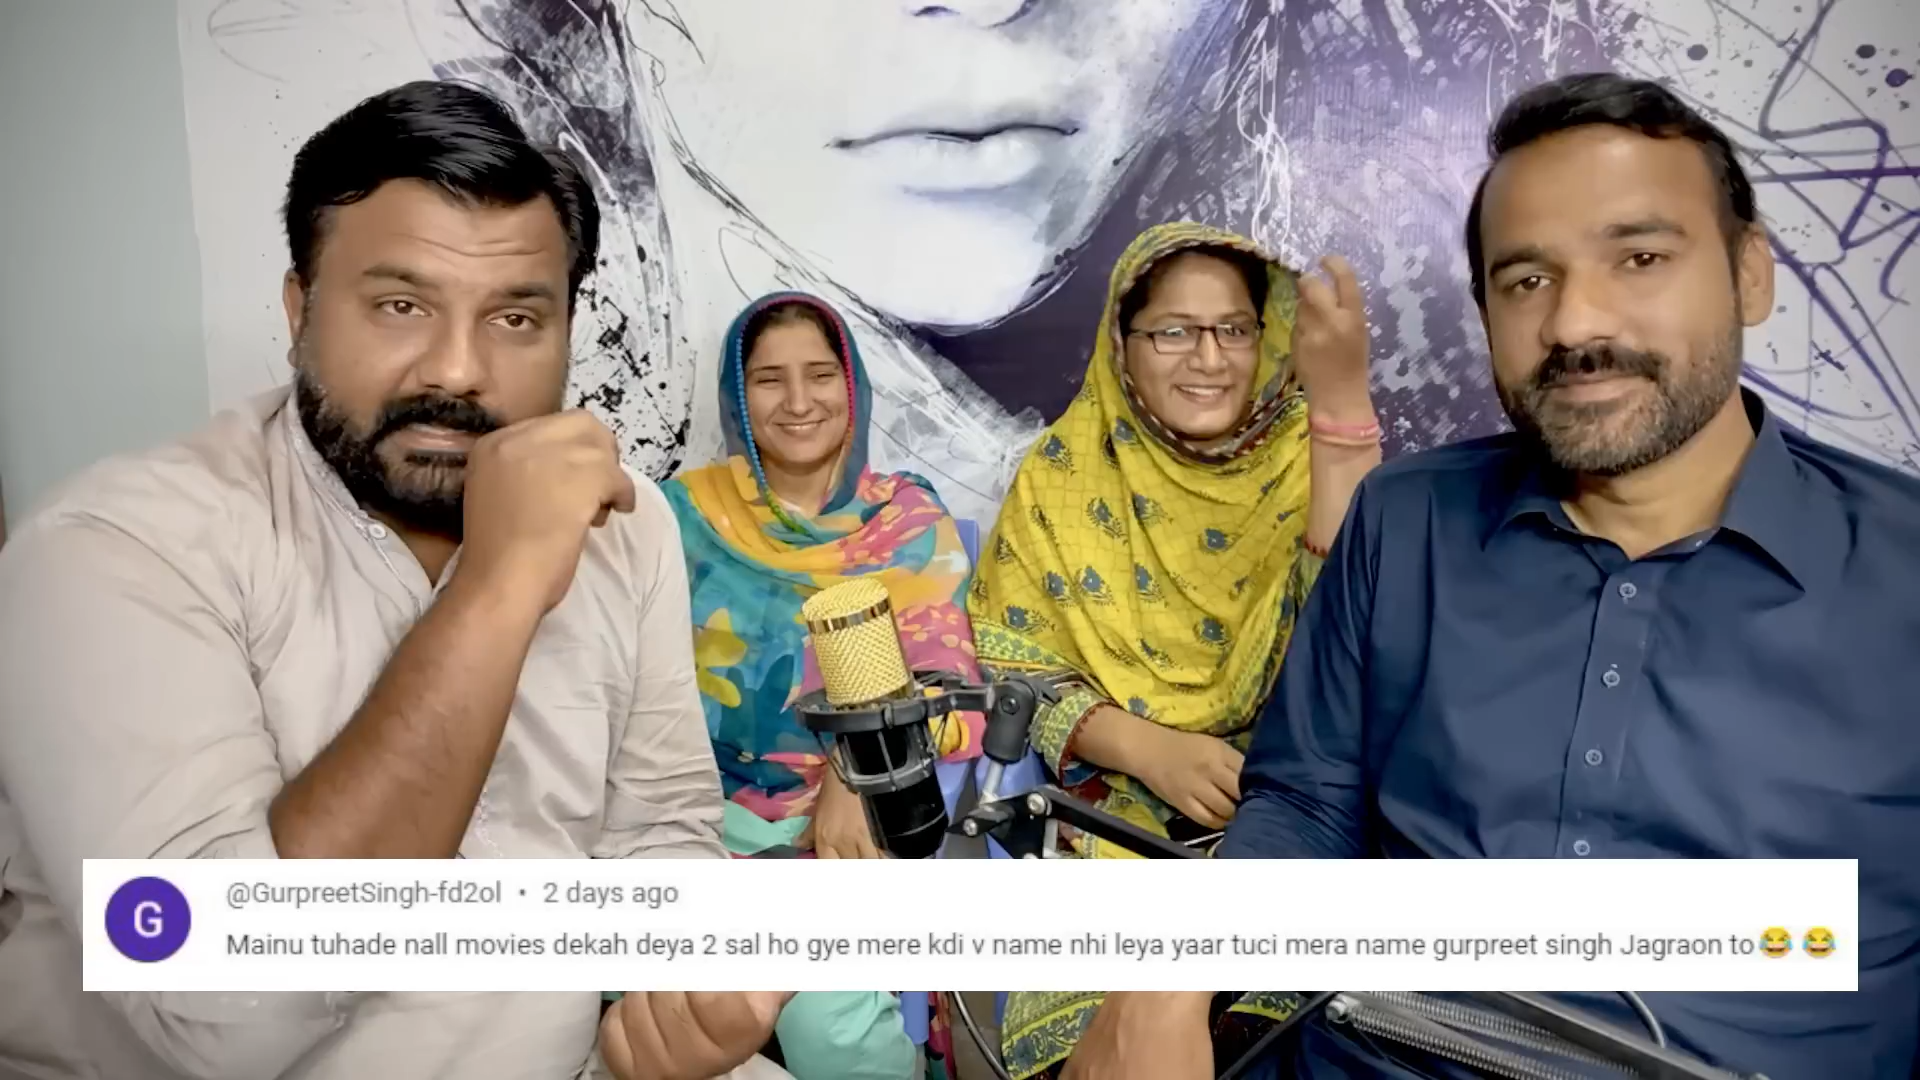 G
@GurpreetSingh-fd2ol • 2 days ago
Mainu tuhade nall movies dekah deya 2 sal ho gye mere kdi v name nhi leya yaar tuci mera name gurpreet singh Jagraon to😂 😂